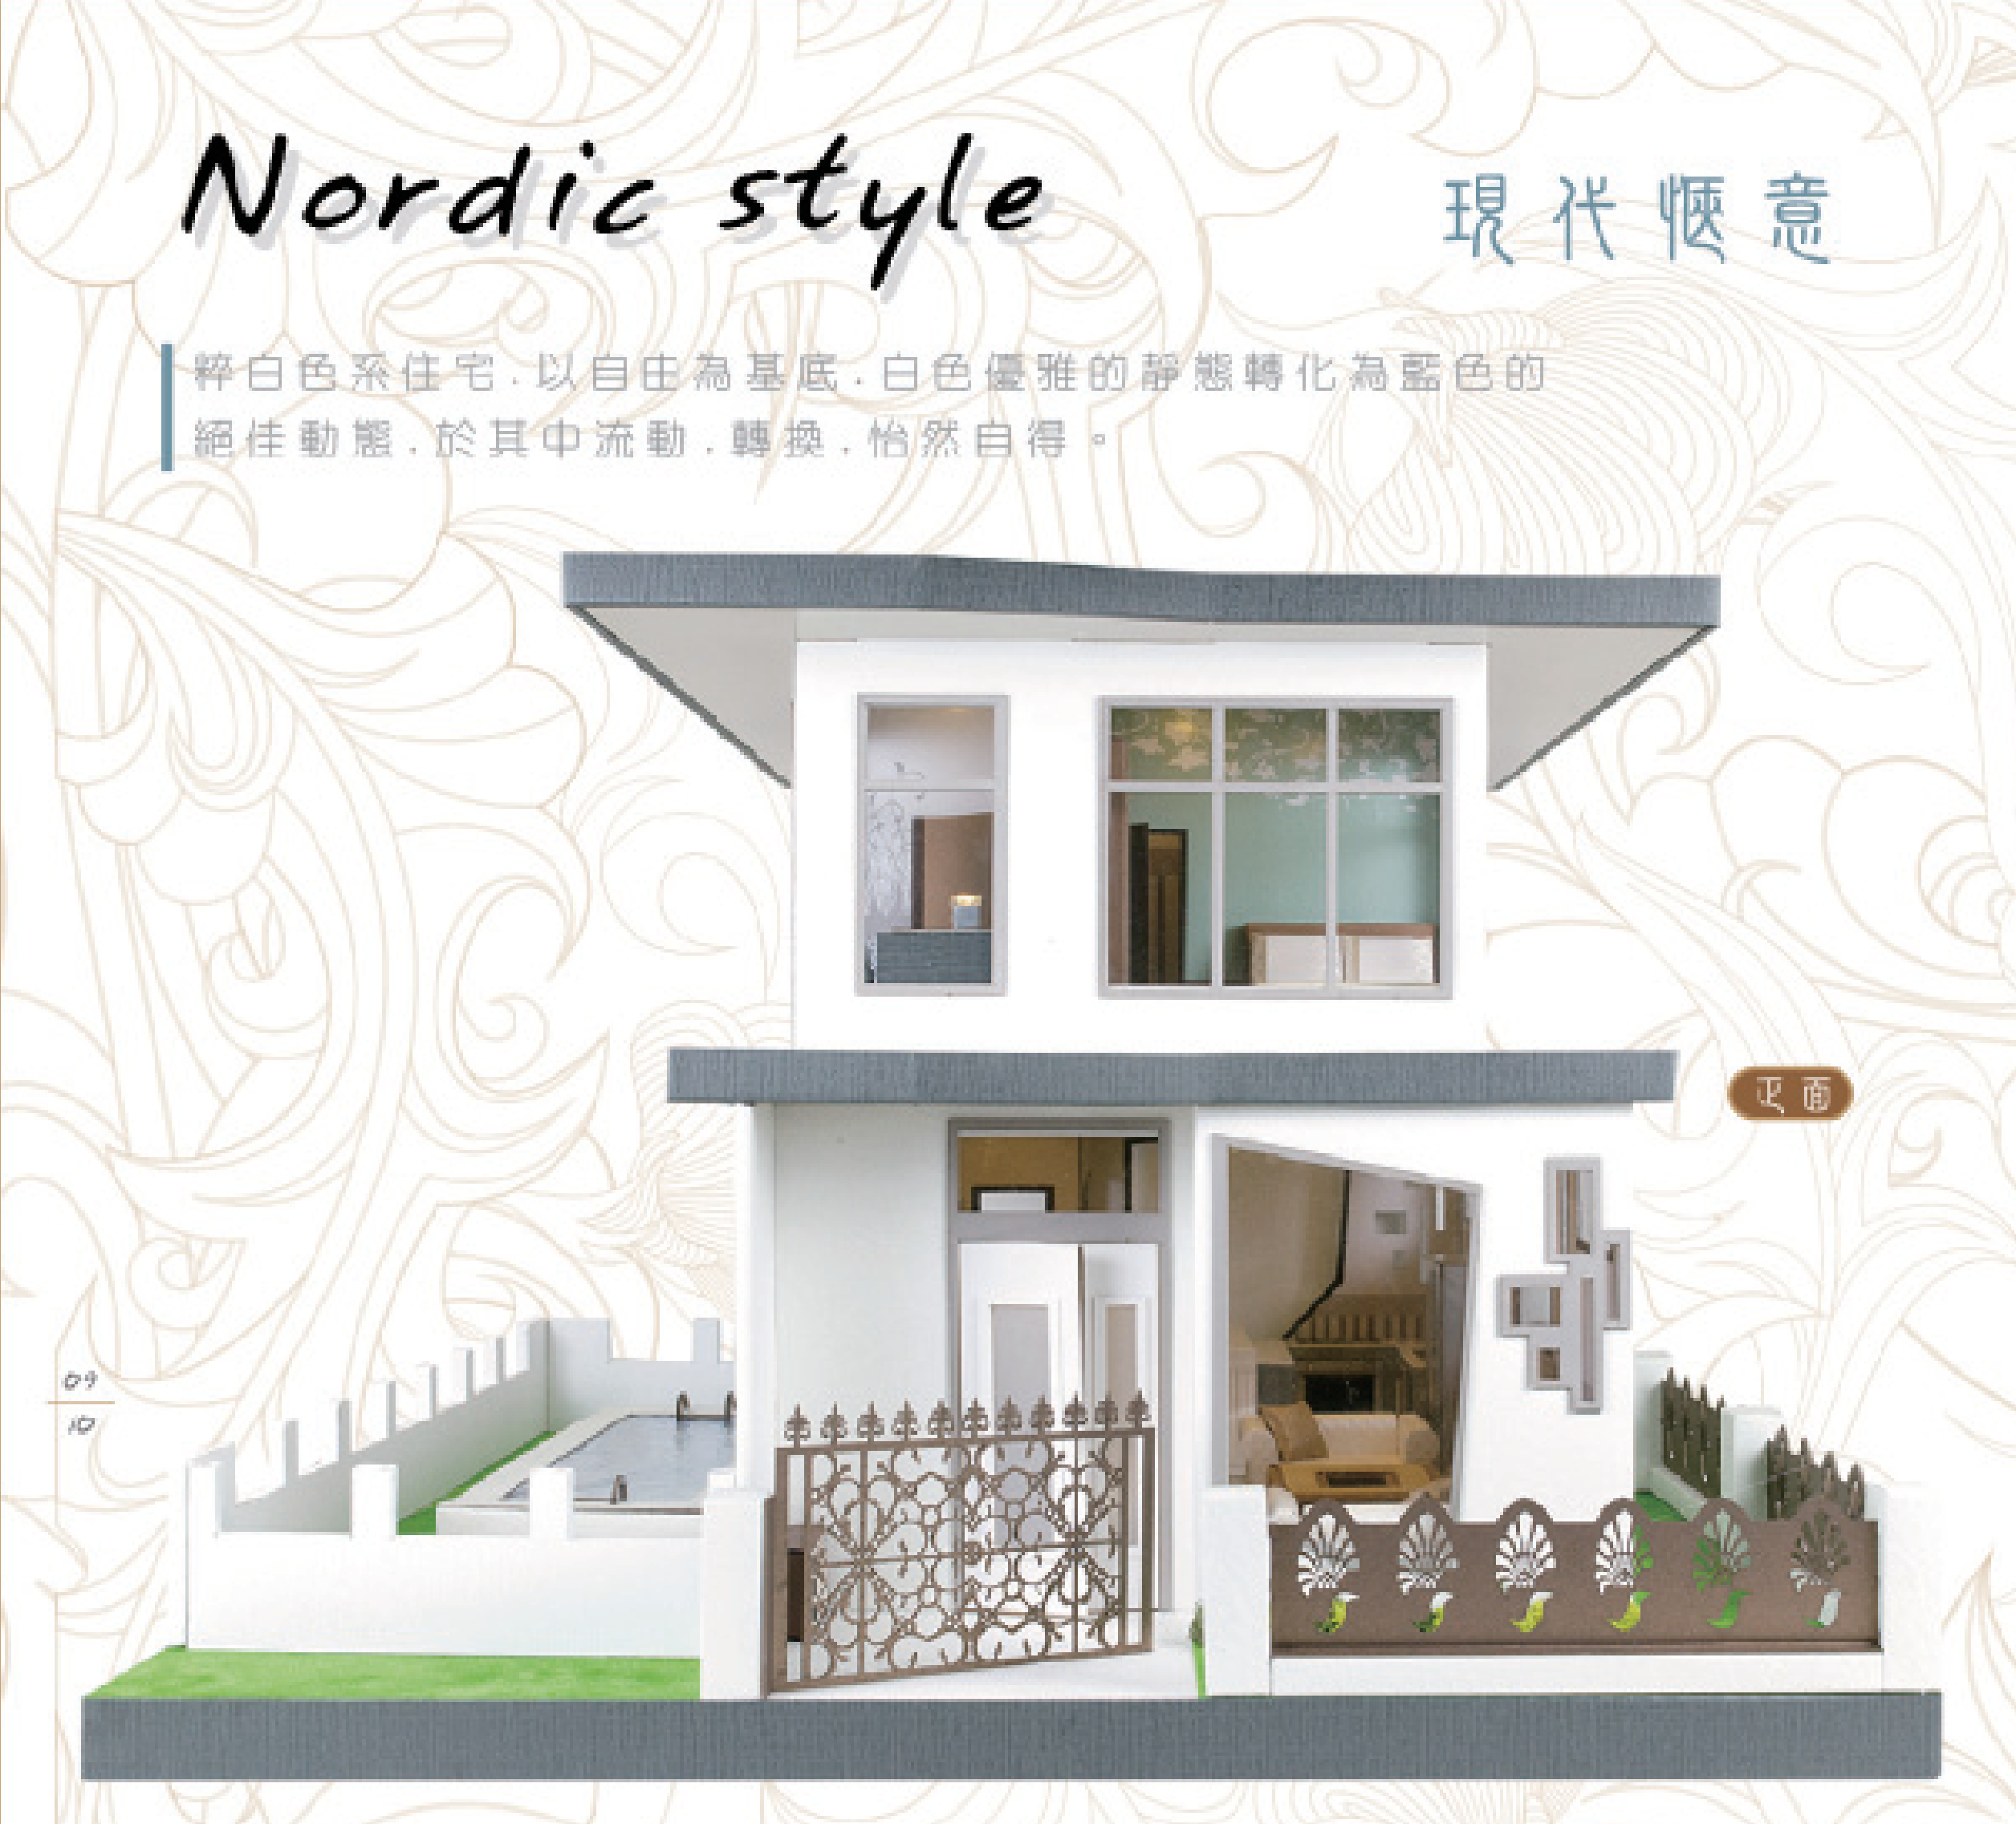 Nordic style
現代愜意
粹白色系住宅.以自由為基底.白色優雅的靜態轉化為藍色的
絕佳動態.於其中流動.轉換.怡然自得。
正面
09
10